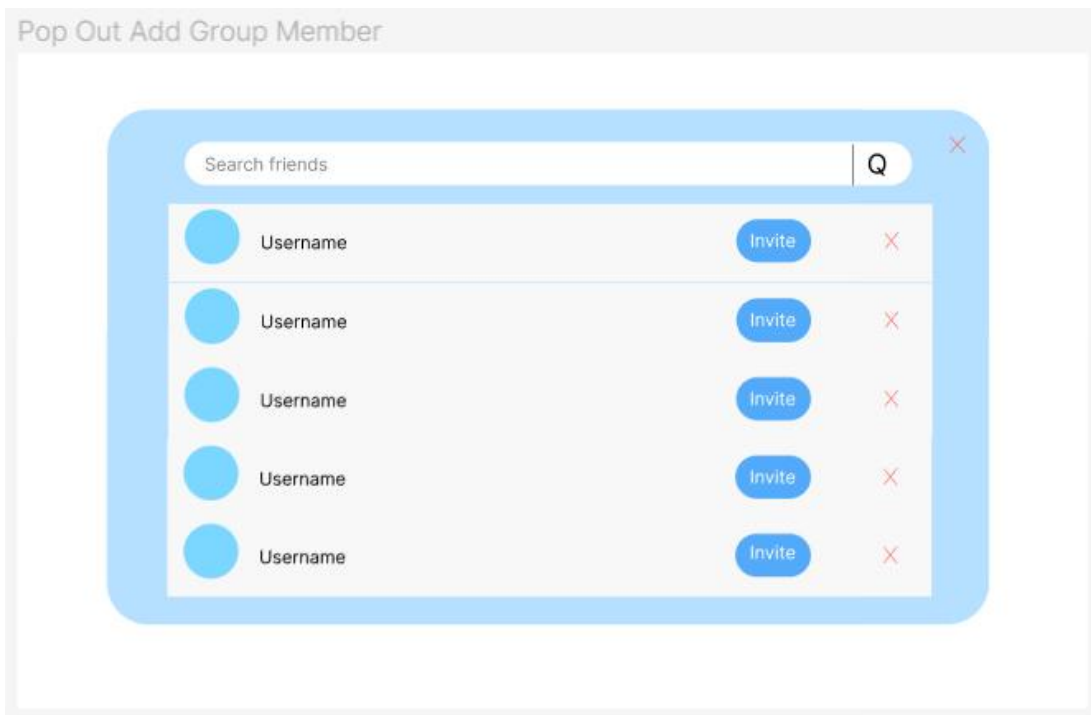 Pop Out Add Group Member
X
Search friends Q
Username Invite X
Username Invite X
Username Invite X
Username Invite X
Username Invite X